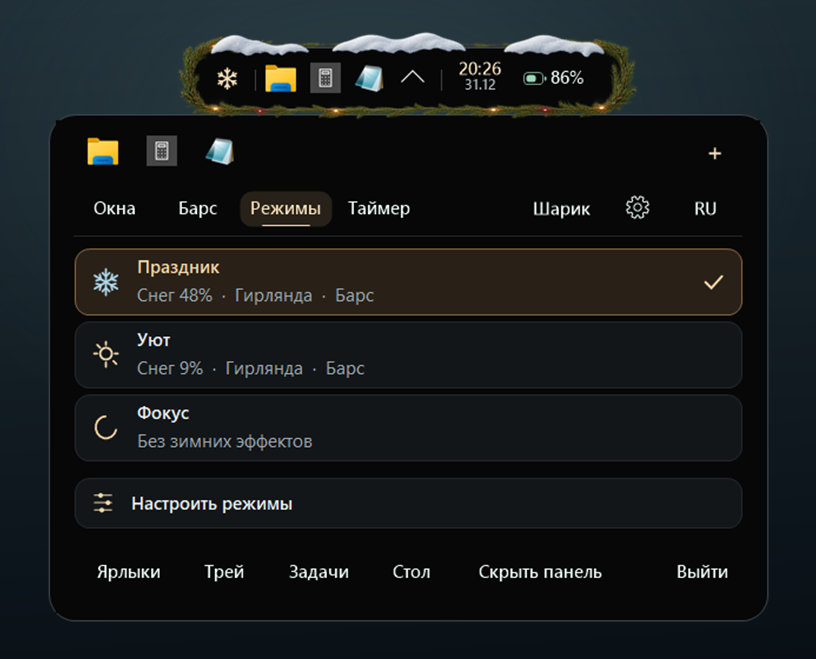 20:26
31.12
86%
+
Окна Барс Режимы Таймер Шарик RU
Праздник
Снег 48% · Гирлянда · Барс
Уют
Снег 9% · Гирлянда · Барс
Фокус
Без зимних эффектов
Настроить режимы
Ярлыки Трей Задачи Стол Скрыть панель Выйти